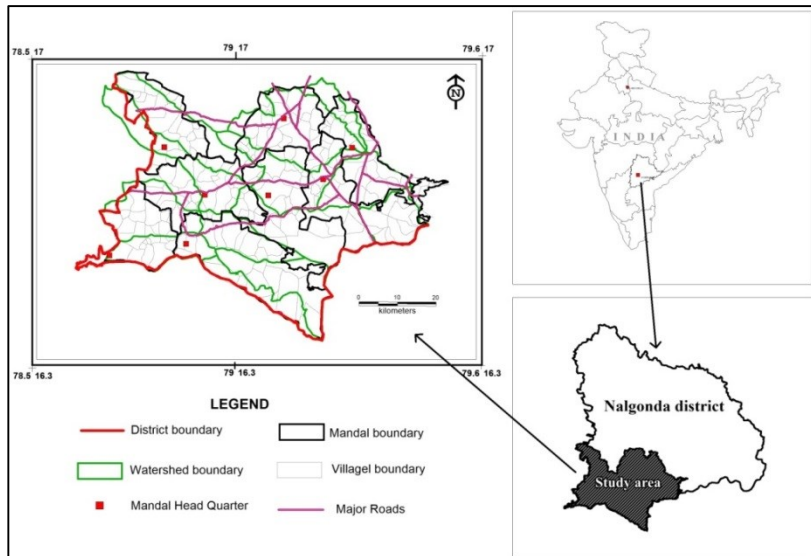 78.5 17
79 17
79.6 17
N
0 10 20
kilometers
78.5 16.3
79 16.3
79.6 16.3
LEGEND
District boundary
Mandal boundary
Watershed boundary
Villagel boundary
Mandal Head Quarter
Major Roads
INDIA
Nalgonda district
Study area